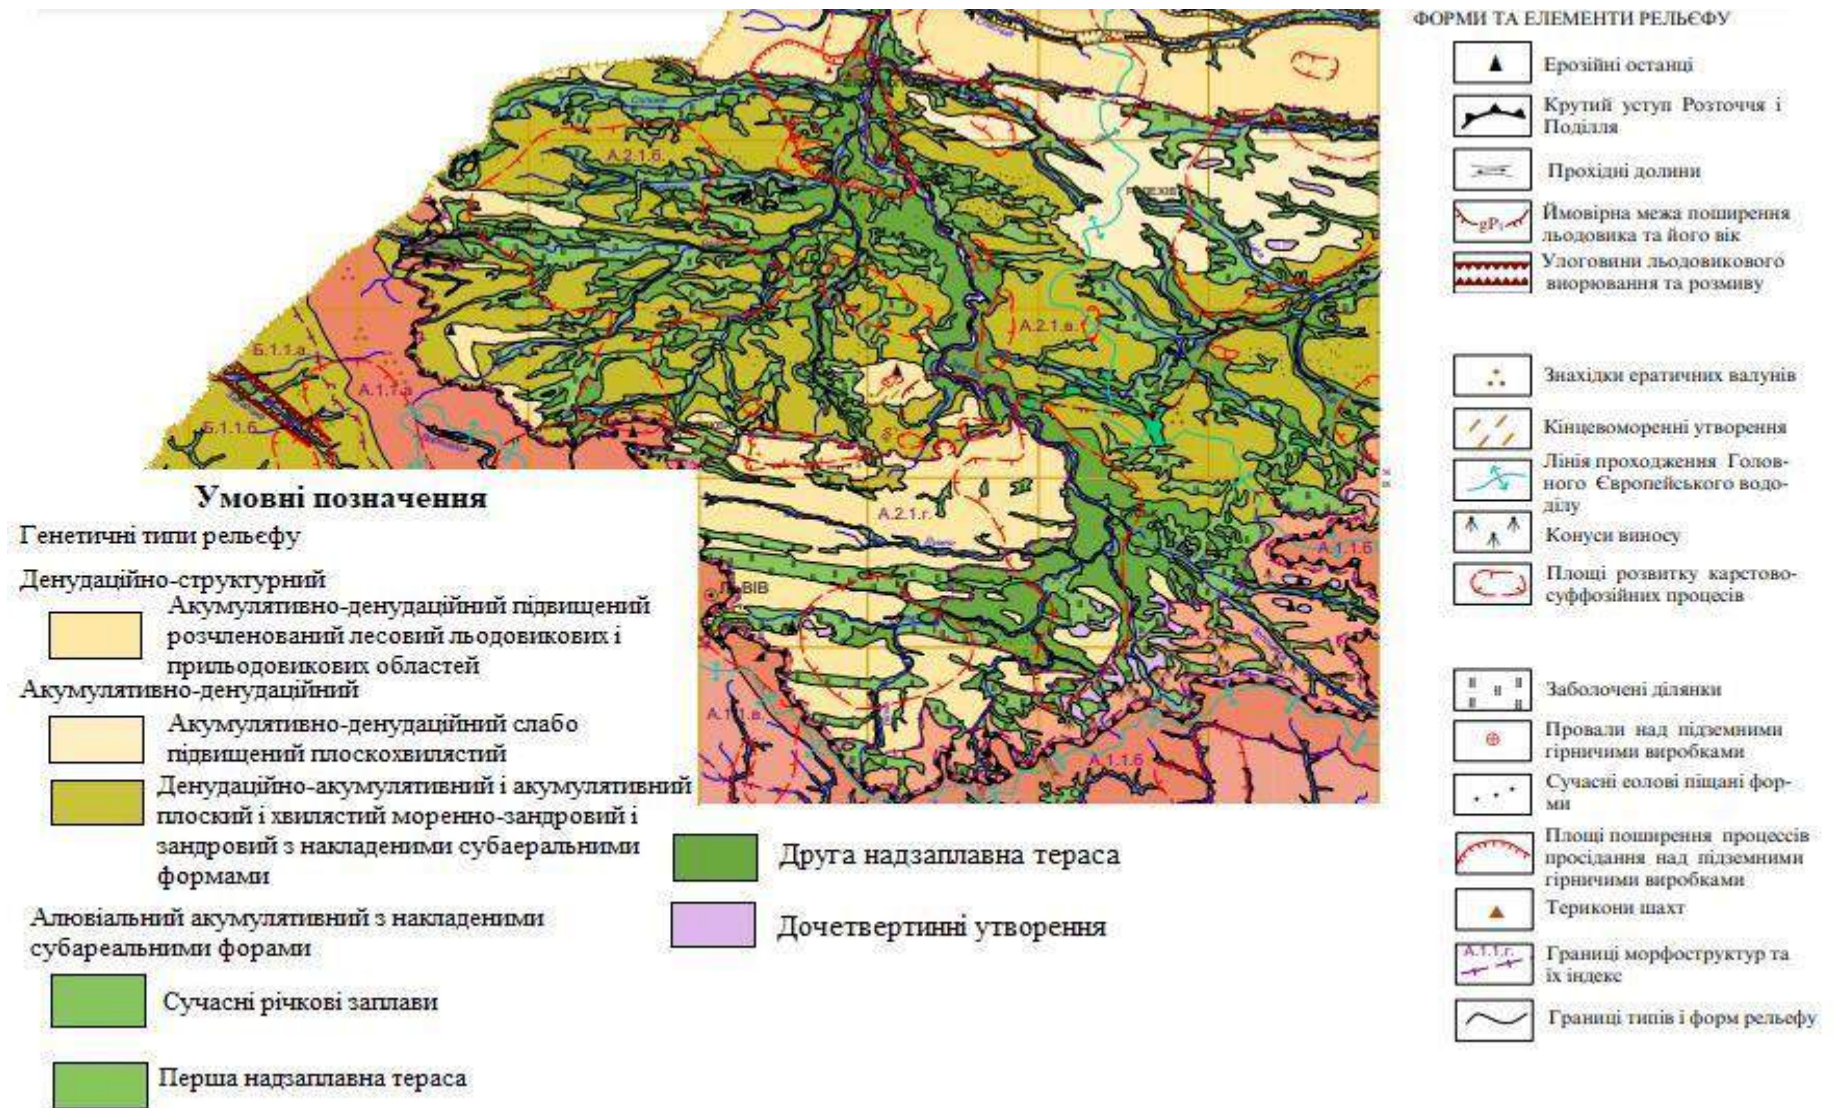 ФОРМИ ТА ЕЛЕМЕНТИ РЕЛЬЄФУ
Ерозійні останці
Крутий уступ Розточчя і
Поділля
Прохідні долини
Ймовірна межа поширення
льодовика та його вік
Улоговини льодовикового
виорювання та розмиву
Знахідки ератичних валунів
Кінцевоморенні утворення
Лінія проходження Голов-
ного Європейського водо-
ділу
Конуси виносу
Площі розвитку карстово-
суффозійних процесів
Заболочені ділянки
Провали над підземними
гірничими виробками
Сучасні еолові піщані фор-
ми
Площі поширення процессів
просідання над підземними
гірничими виробками
Терикони шахт
А.1.1.г.
Границі морфоструктур та
їх індекс
Границі типів і форм рельєфу
А.2.1.б.
А.2.1.в.
Б.1.1.а.
А.1.1.а
Б.1.1.б.
А.2.1.г.
А.1.1.б
ЛЬВІВ
А.1.1.в.
А.1.1.б
Умовні позначення
Генетичні типи рельєфу
Денудаційно-структурний
Акумулятивно-денудаційний підвищений
розчленований лесовий льодовикових і
прильодовикових областей
Акумулятивно-денудаційний
Акумулятивно-денудаційний слабо
підвищений плоскохвилястий
Денудаційно-акумулятивний і акумулятивний
плоский і хвилястий моренно-зандровий і
зандровий з накладеними субаеральними
формами
Алювіальний акумулятивний з накладеними
субареальними форами
Сучасні річкові заплави
Перша надзаплавна тераса
Друга надзаплавна тераса
Дочетвертинні утворення